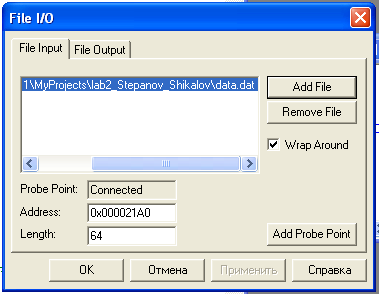 File I/O
File Input File Output
1\MyProjects\lab2_Stepanov_Shikalov\data.dat
Add File
Remove File
Wrap Around
Probe Point: Connected
Address: 0x000021A0
Length: 64
Add Probe Point
OK Отмена Применить Справка